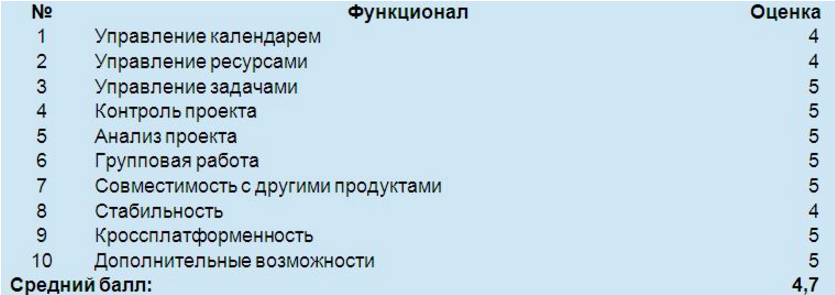 № Функционал Оценка
1 Управление календарем 4
2 Управление ресурсами 4
3 Управление задачами 5
4 Контроль проекта 5
5 Анализ проекта 5
6 Групповая работа 5
7 Совместимость с другими продуктами 5
8 Стабильность 4
9 Кроссплатформенность 5
10 Дополнительные возможности 5
Средний балл: 4,7